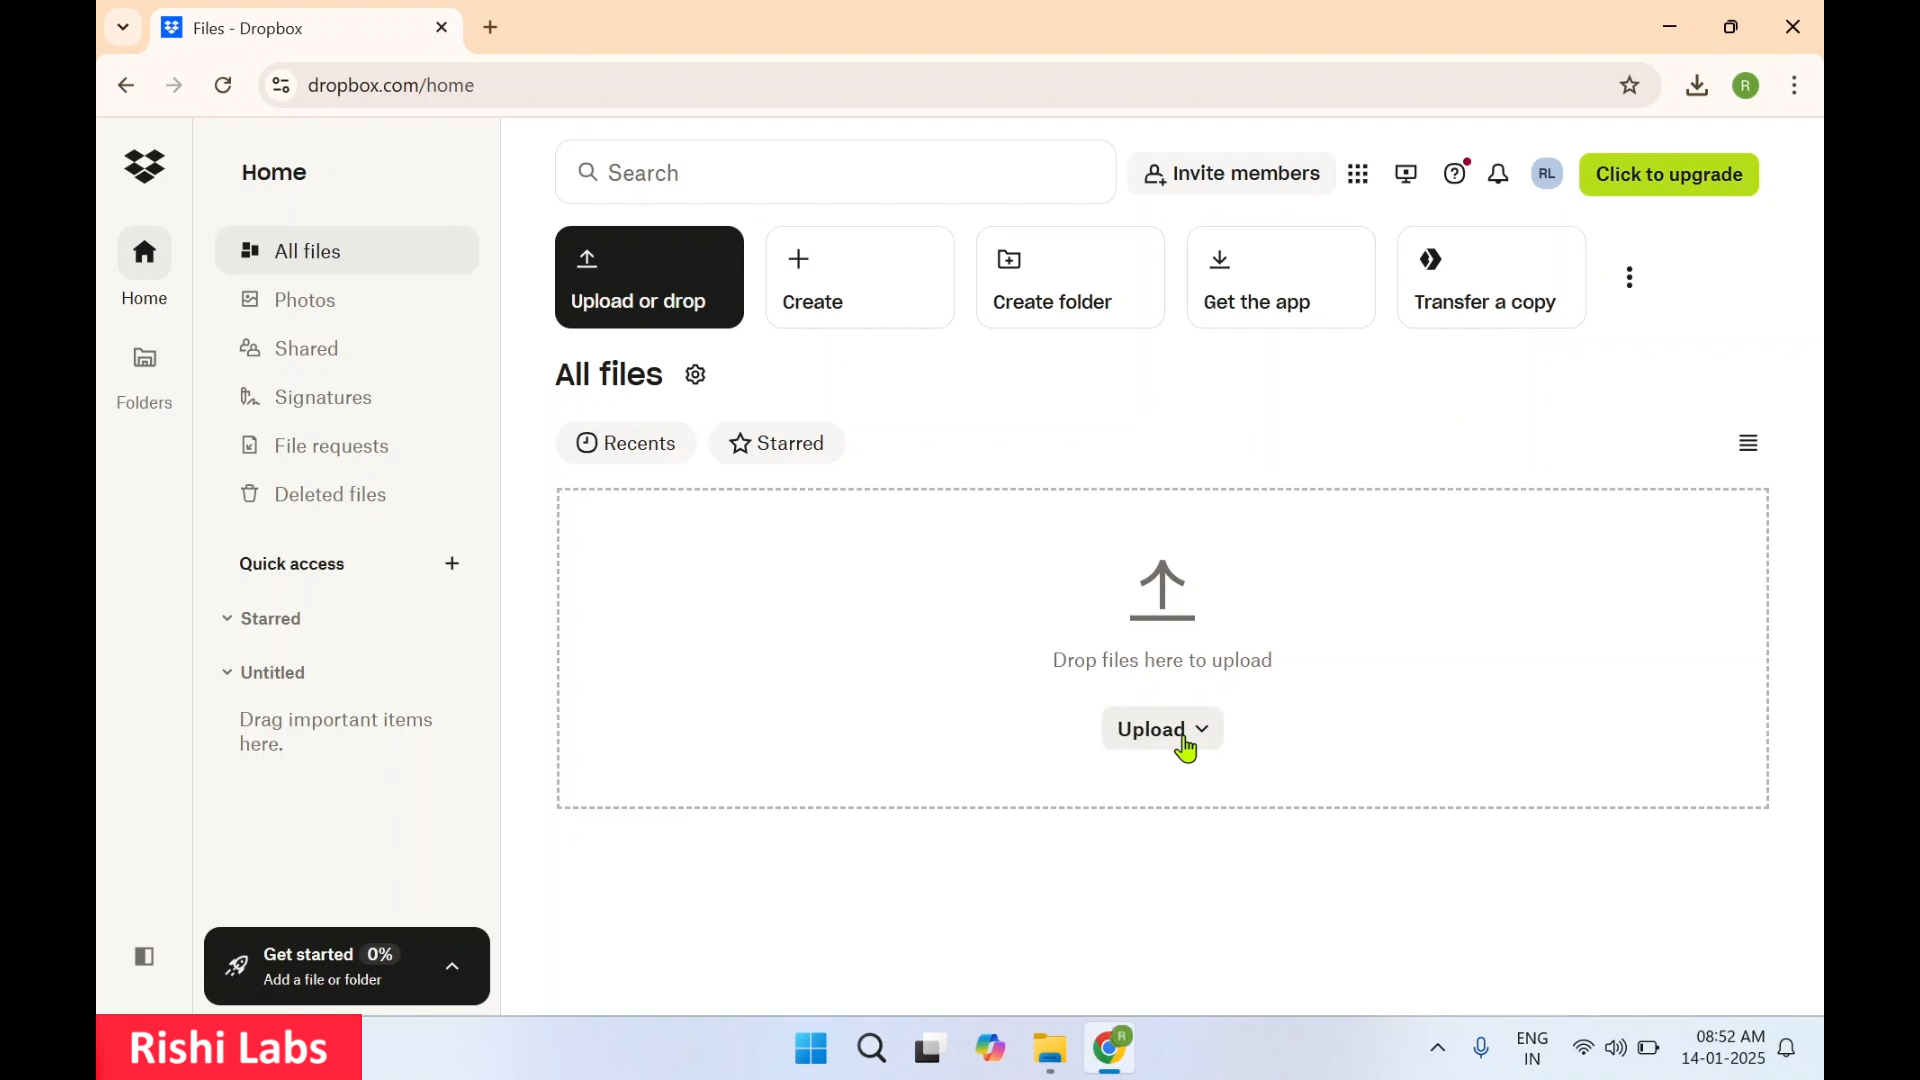 Files - Dropbox
dropbox.com/home
R
Home
Search
Invite members
RL
Click to upgrade
Home
Folders
All files
Photos
Shared
Signatures
File requests
Deleted files
Quick access
Starred
Untitled
Drag important items
here.
Get started 0%
Add a file or folder
Upload or drop
Create
Create folder
Get the app
Transfer a copy
All files
Recents
Starred
Drop files here to upload
Upload
Rishi Labs
R
ENG
IN
08:52 AM
14-01-2025